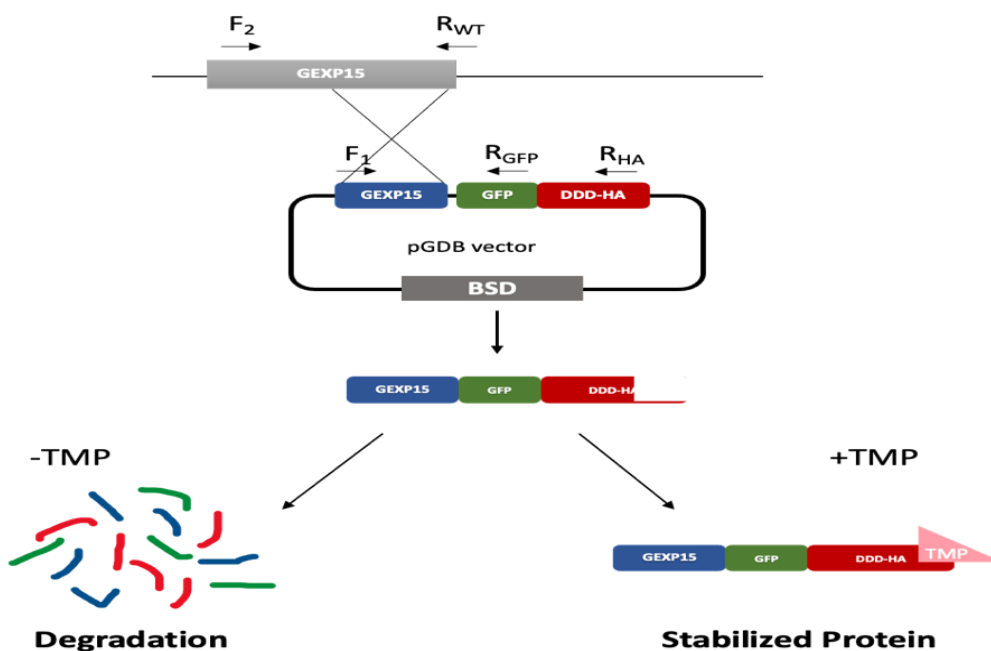 F2 RWT
GEXP15
F1 RGFP RHA
GEXP15 GFP DDD-HA
pGDB vector
BSD
GEXP15 GFP DDD-HA
-TMP +TMP
GEXP15 GFP DDD-HA TMP
Degradation Stabilized Protein